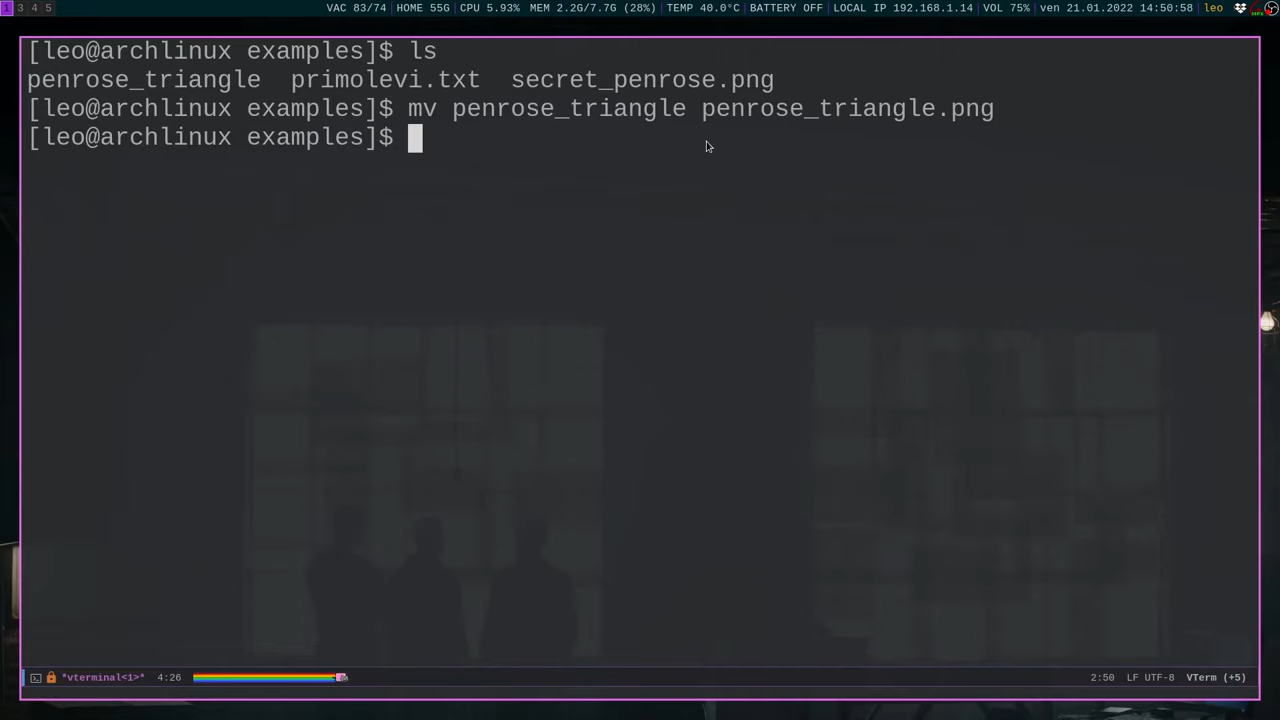 1 3 4 5 VAC 83/74 HOME 55G CPU 5.93% MEM 2.2G/7.7G (28%) TEMP 40.0°C BATTERY OFF LOCAL IP 192.168.1.14 VOL 75% ven 21.01.2022 14:50:58 leo
[leo@archlinux examples]$ ls
penrose_triangle primolevi.txt secret_penrose.png
[leo@archlinux examples]$ mv penrose_triangle penrose_triangle.png
[leo@archlinux examples]$
*vterminal<1>* 4:26 2:50 LF UTF-8 VTerm (+5)